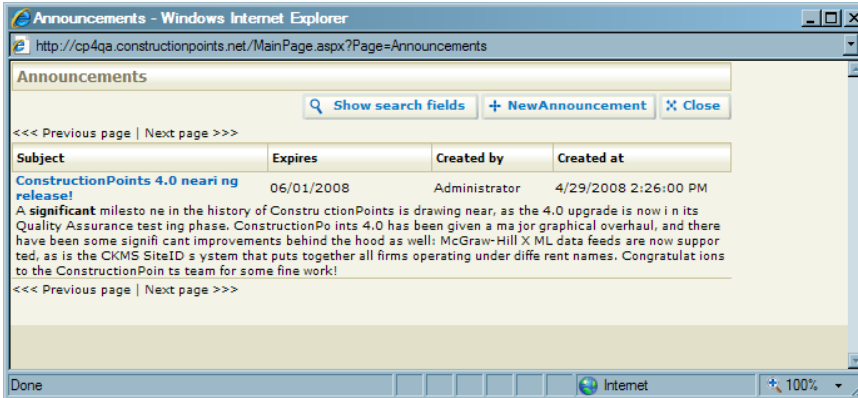 Announcements - Windows Internet Explorer
http://cp4qa.constructionpoints.net/MainPage.aspx?Page=Announcements
Announcements
Show search fields NewAnnouncement Close
<<< Previous page | Next page >>>
Subject Expires Created by Created at
ConstructionPoints 4.0 neari ng
release! 06/01/2008 Administrator 4/29/2008 2:26:00 PM
A significant milesto ne in the history of Constru ctionPoints is drawing near, as the 4.0 upgrade is now i n its
Quality Assurance test ing phase. ConstructionPo ints 4.0 has been given a ma jor graphical overhaul, and there
have been some signifi cant improvements behind the hood as well: McGraw-Hill X ML data feeds are now suppor
ted, as is the CKMS SiteID s ystem that puts together all firms operating under diffe rent names. Congratulat ions
to the ConstructionPoin ts team for some fine work!
<<< Previous page | Next page >>>
Done Internet 100%